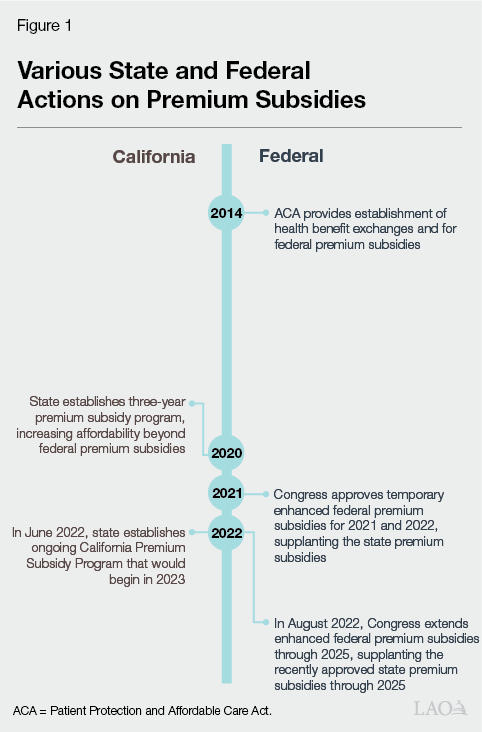 Figure 1
Various State and Federal
Actions on Premium Subsidies
California
Federal
2014
ACA provides establishment of
health benefit exchanges and for
federal premium subsidies
State establishes three-year
premium subsidy program,
increasing affordability beyond
federal premium subsidies
2020
2021
Congress approves temporary
enhanced federal premium
subsidies for 2021 and 2022,
supplanting the state premium
subsidies
In June 2022, state establishes
ongoing California Premium
Subsidy Program that would
begin in 2023
2022
In August 2022, Congress extends
enhanced federal premium subsidies
through 2025, supplanting the
recently approved state premium
subsidies through 2025
ACA = Patient Protection and Affordable Care Act.
LAO